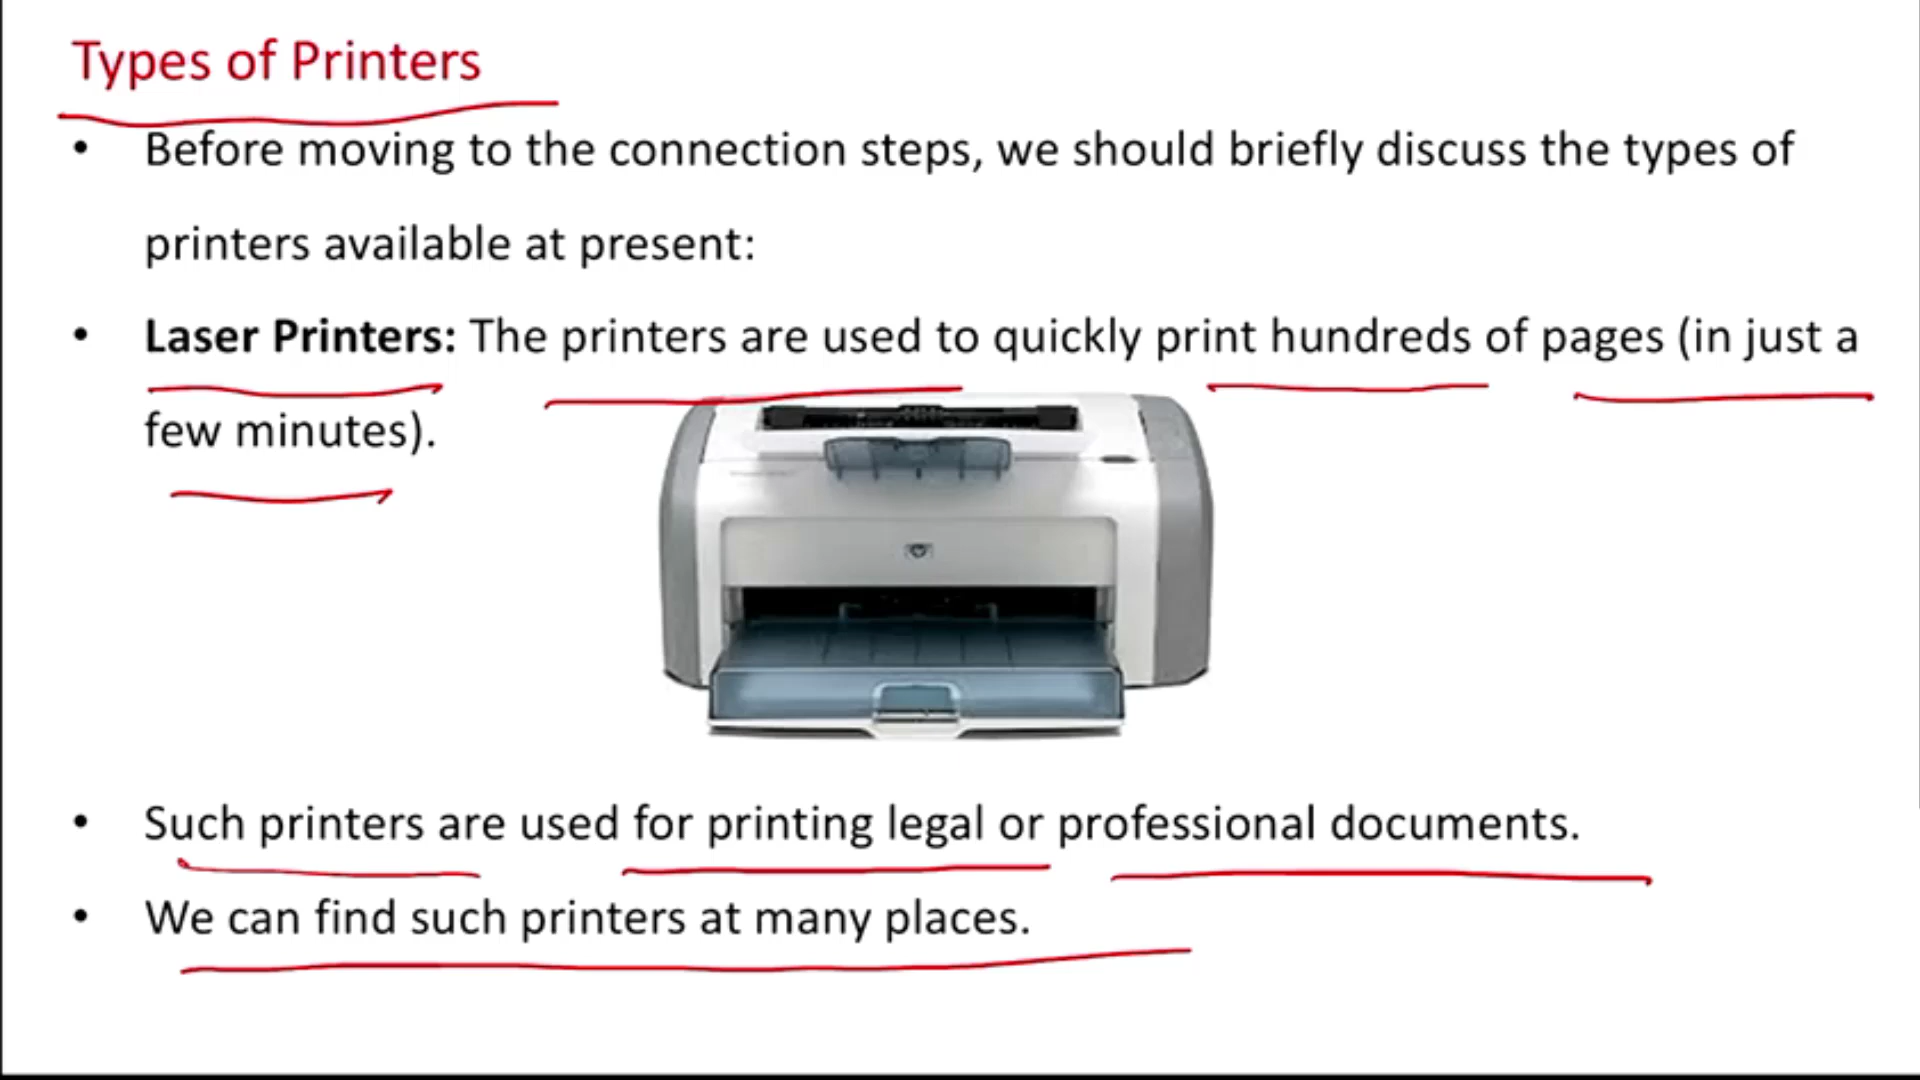 Types of Printers
• Before moving to the connection steps, we should briefly discuss the types of
printers available at present:
• Laser Printers: The printers are used to quickly print hundreds of pages (in just a
few minutes).
• Such printers are used for printing legal or professional documents.
• We can find such printers at many places.